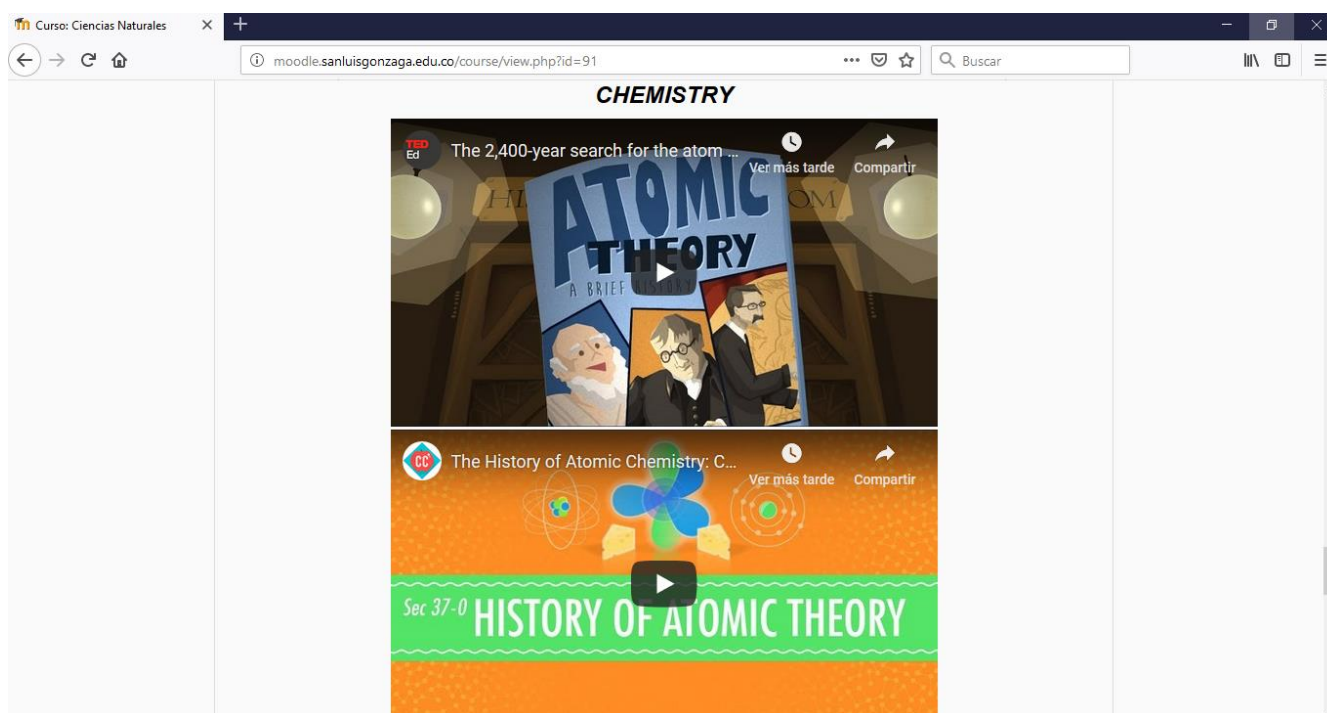 Curso: Ciencias Naturales
moodle.sanluisgonzaga.edu.co/course/view.php?id=91
Buscar
CHEMISTRY
TED Ed
The 2,400-year search for the atom ...
Ver más tarde
Compartir
ATOMIC
THEORY
A BRIEF HISTORY
OM
CC
The History of Atomic Chemistry: C...
Ver más tarde
Compartir
Sec 37-0 HISTORY OF ATOMIC THEORY